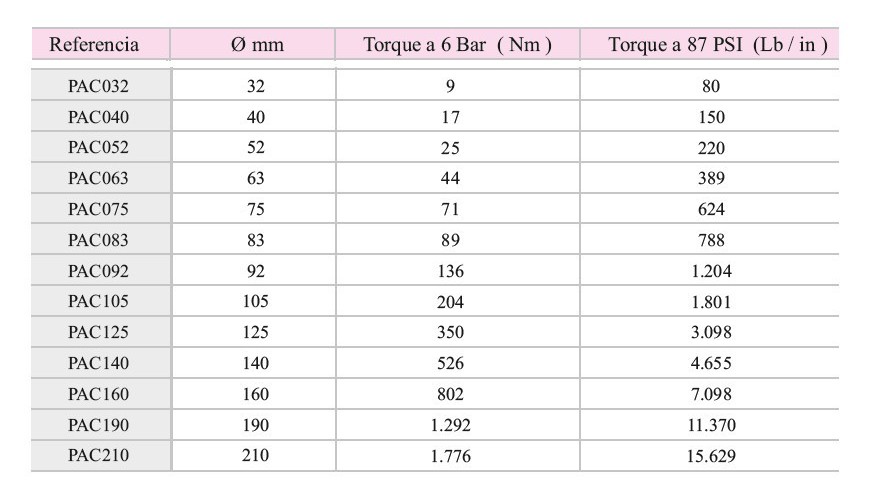 Referencia Ø mm Torque a 6 Bar ( Nm ) Torque a 87 PSI (Lb / in )
PAC032 32 9 80
PAC040 40 17 150
PAC052 52 25 220
PAC063 63 44 389
PAC075 75 71 624
PAC083 83 89 788
PAC092 92 136 1.204
PAC105 105 204 1.801
PAC125 125 350 3.098
PAC140 140 526 4.655
PAC160 160 802 7.098
PAC190 190 1.292 11.370
PAC210 210 1.776 15.629